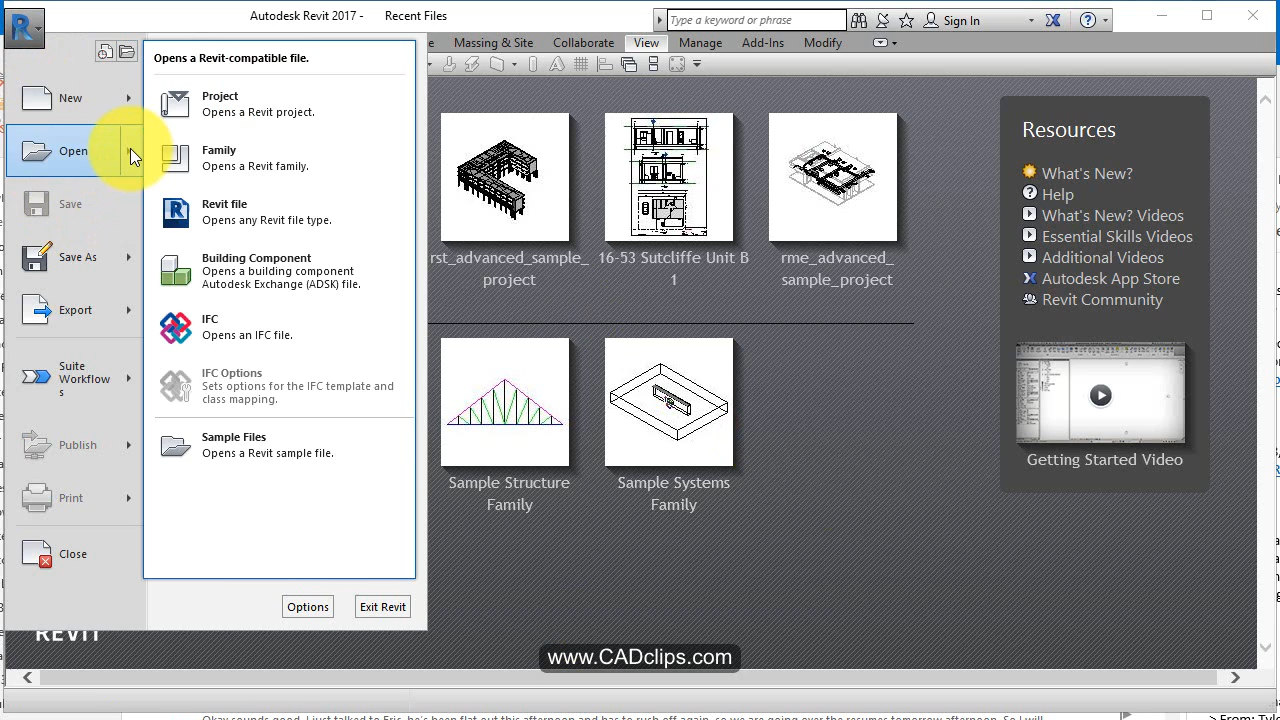 Autodesk Revit 2017 - Recent Files
Type a keyword or phrase
Sign In
Massing & Site Collaborate View Manage Add-Ins Modify
Opens a Revit-compatible file.
New
Open
Save
Save As
Export
Suite
Workflow
s
Publish
Print
Close
Project
Opens a Revit project.
Family
Opens a Revit family.
Revit file
Opens any Revit file type.
Building Component
Opens a building component
Autodesk Exchange (ADSK) file.
IFC
Opens an IFC file.
IFC Options
Sets options for the IFC template and
class mapping.
Sample Files
Opens a Revit sample file.
Options Exit Revit
rst_advanced_sample_
project
16-53 Sutcliffe Unit B
1
rme_advanced_
sample_project
Sample Structure
Family
Sample Systems
Family
Resources
What's New?
Help
What's New? Videos
Essential Skills Videos
Additional Videos
Autodesk App Store
Revit Community
Getting Started Video
REVIT
www.CADclips.com